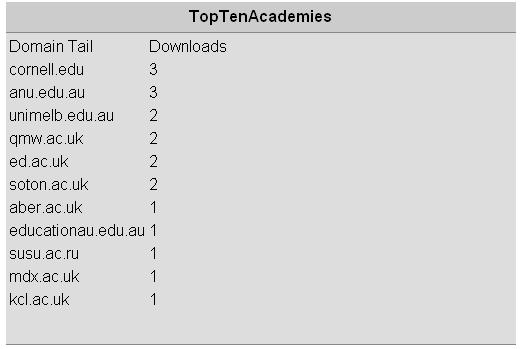 TopTenAcademies
Domain Tail Downloads
cornell.edu 3
anu.edu.au 3
unimelb.edu.au 2
qmw.ac.uk 2
ed.ac.uk 2
soton.ac.uk 2
aber.ac.uk 1
educationau.edu.au 1
susu.ac.ru 1
mdx.ac.uk 1
kcl.ac.uk 1